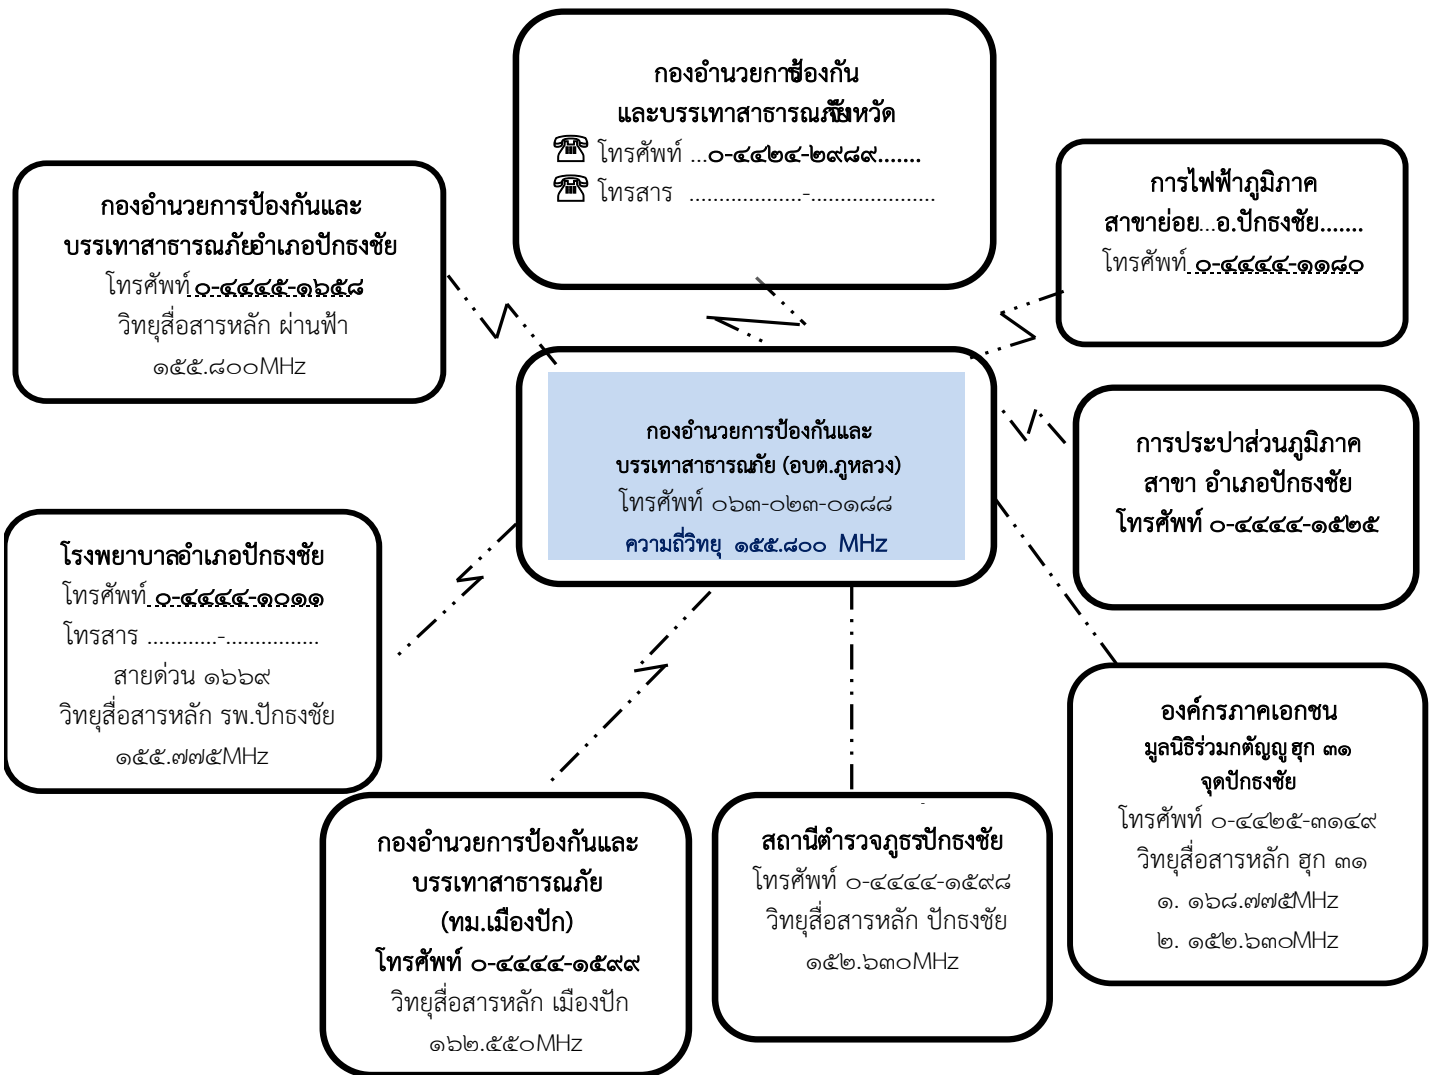 กองอำนวยการป้องกัน
และบรรเทาสาธารณภัยจังหวัด
โทรศัพท์ ...๐-๔๔๒๔-๒๙๘๙.......
โทรสาร ...................-.....................
กองอำนวยการป้องกันและ
บรรเทาสาธารณภัยอำเภอปักธงชัย
โทรศัพท์ ๐-๔๔๔๕-๑๖๕๘
วิทยุสื่อสารหลัก ผ่านฟ้า
๑๕๕.๘๐๐MHz
การไฟฟ้าภูมิภาค
สาขาย่อย...อ.ปักธงชัย.......
โทรศัพท์ ๐-๔๔๔๔-๑๑๘๐
กองอำนวยการป้องกันและ
บรรเทาสาธารณภัย (อบต.ภูหลวง)
โทรศัพท์ ๐๖๓-๐๒๓-๐๑๘๘
ความถี่วิทยุ ๑๕๕.๘๐๐ MHz
การประปาส่วนภูมิภาค
สาขา อำเภอปักธงชัย
โทรศัพท์ ๐-๔๔๔๔-๑๕๒๕
โรงพยาบาลอำเภอปักธงชัย
โทรศัพท์ ๐-๔๔๔๔-๑๐๑๑
โทรสาร ............-................
สายด่วน ๑๖๖๙
วิทยุสื่อสารหลัก รพ.ปักธงชัย
๑๕๕.๗๗๕MHz
องค์กรภาคเอกชน
มูลนิธิร่วมกตัญญู ฮุก ๓๑
จุดปักธงชัย
โทรศัพท์ ๐-๔๔๒๕-๓๑๔๙
วิทยุสื่อสารหลัก ฮุก ๓๑
๑. ๑๖๘.๗๗๕MHz
๒. ๑๕๒.๖๓๐MHz
กองอำนวยการป้องกันและ
บรรเทาสาธารณภัย
(ทม.เมืองปัก)
โทรศัพท์ ๐-๔๔๔๔-๑๕๙๙
วิทยุสื่อสารหลัก เมืองปัก
๑๖๒.๕๕๐MHz
สถานีตำรวจภูธรปักธงชัย
โทรศัพท์ ๐-๔๔๔๔-๑๕๙๘
วิทยุสื่อสารหลัก ปักธงชัย
๑๕๒.๖๓๐MHz